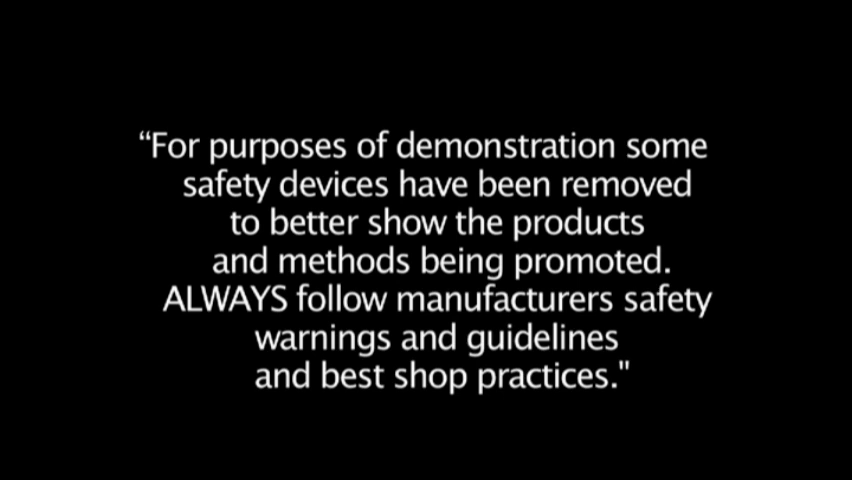 “For purposes of demonstration some
safety devices have been removed
to better show the products
and methods being promoted.
ALWAYS follow manufacturers safety
warnings and guidelines
and best shop practices."